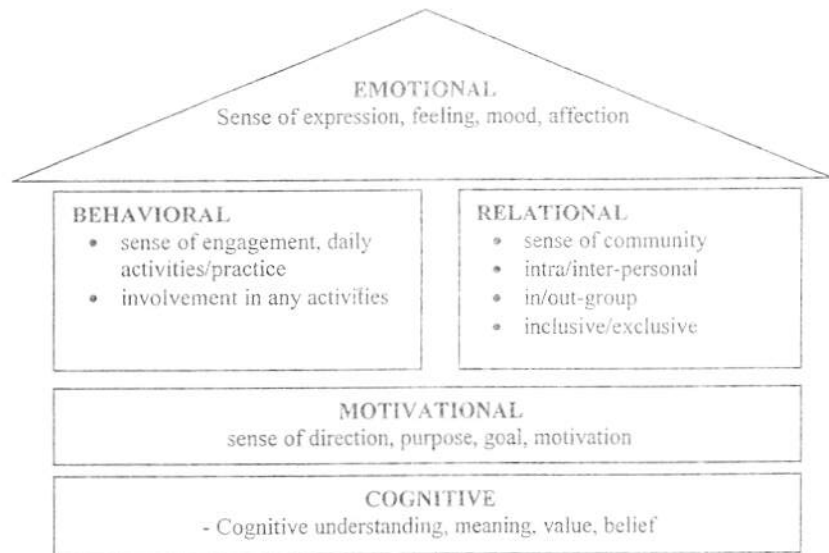 EMOTIONAL
Sense of expression, feeling, mood, affection
BEHAVIORAL
• sense of engagement, daily
activities/practice
• involvement in any activities
RELATIONAL
• sense of community
• intra/inter-personal
• in/out-group
• inclusive/exclusive
MOTIVATIONAL
sense of direction, purpose, goal, motivation
COGNITIVE
- Cognitive understanding, meaning, value, belief